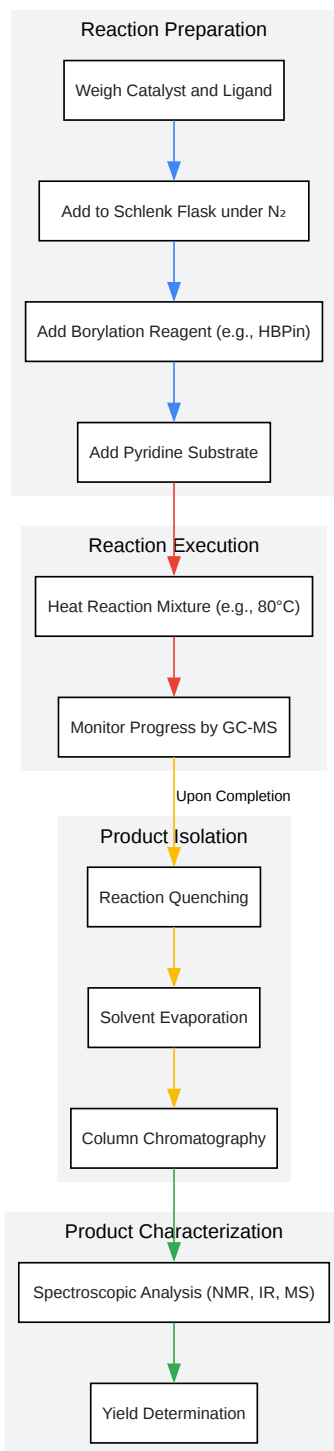 Reaction Preparation
Weigh Catalyst and Ligand
Add to Schlenk Flask under N₂
Add Borylation Reagent (e.g., HBPin)
Add Pyridine Substrate
Reaction Execution
Heat Reaction Mixture (e.g., 80°C)
Monitor Progress by GC-MS
Upon Completion
Product Isolation
Reaction Quenching
Solvent Evaporation
Column Chromatography
Product Characterization
Spectroscopic Analysis (NMR, IR, MS)
Yield Determination